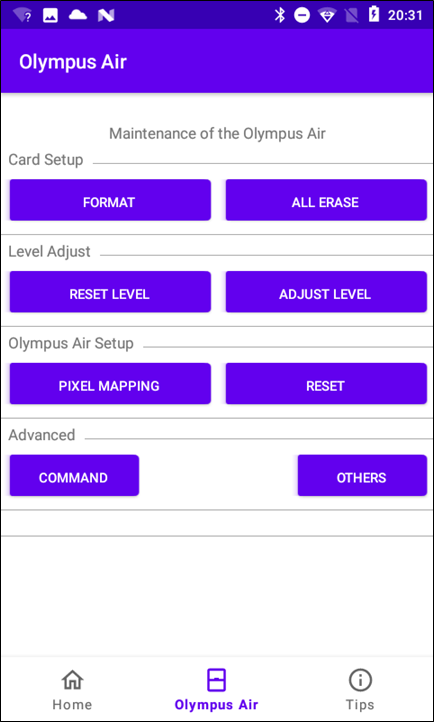 20:31
Olympus Air
Maintenance of the Olympus Air
Card Setup
FORMAT ALL ERASE
Level Adjust
RESET LEVEL ADJUST LEVEL
Olympus Air Setup
PIXEL MAPPING RESET
Advanced
COMMAND OTHERS
Home Olympus Air Tips